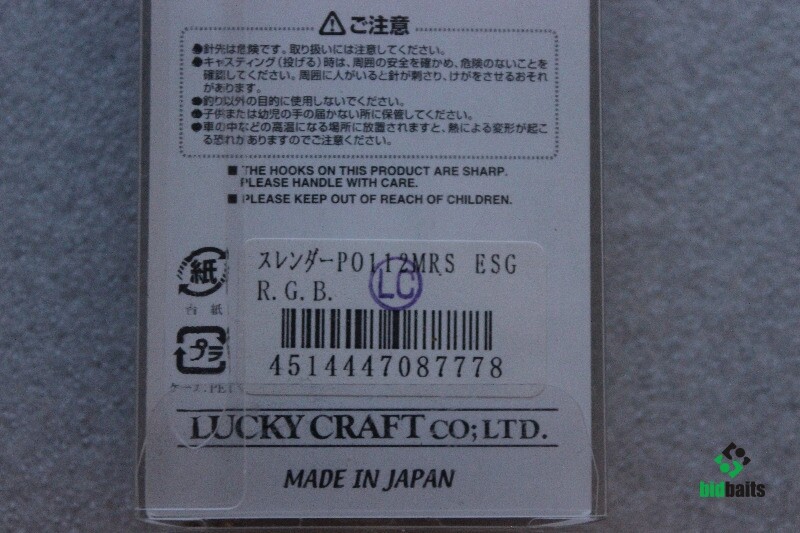 ⚠ご注意
●針先は危険です。取り扱いには注意してください。
●キャスティング(投げる)時は、周囲の安全を確かめ、危険のないことを
確認してください。周囲に人がいると針が刺さり、けがをさせるおそれ
があります。
●釣り以外の目的に使用しないでください。
●子供または幼児の手の届かない所に保管してください。
●車の中などの高温になる場所に放置されますと、熱による変形が起こ
る恐れがありますのでご注意ください。
■ THE HOOKS ON THIS PRODUCT ARE SHARP.
PLEASE HANDLE WITH CARE.
■ PLEASE KEEP OUT OF REACH OF CHILDREN.
紙
台 紙
プラ
ケース:PET
スレンダーPO112MRS ESG
R.G.B.
LC
4514447087778
LUCKY CRAFT CO;LTD.
MADE IN JAPAN
bidbaits